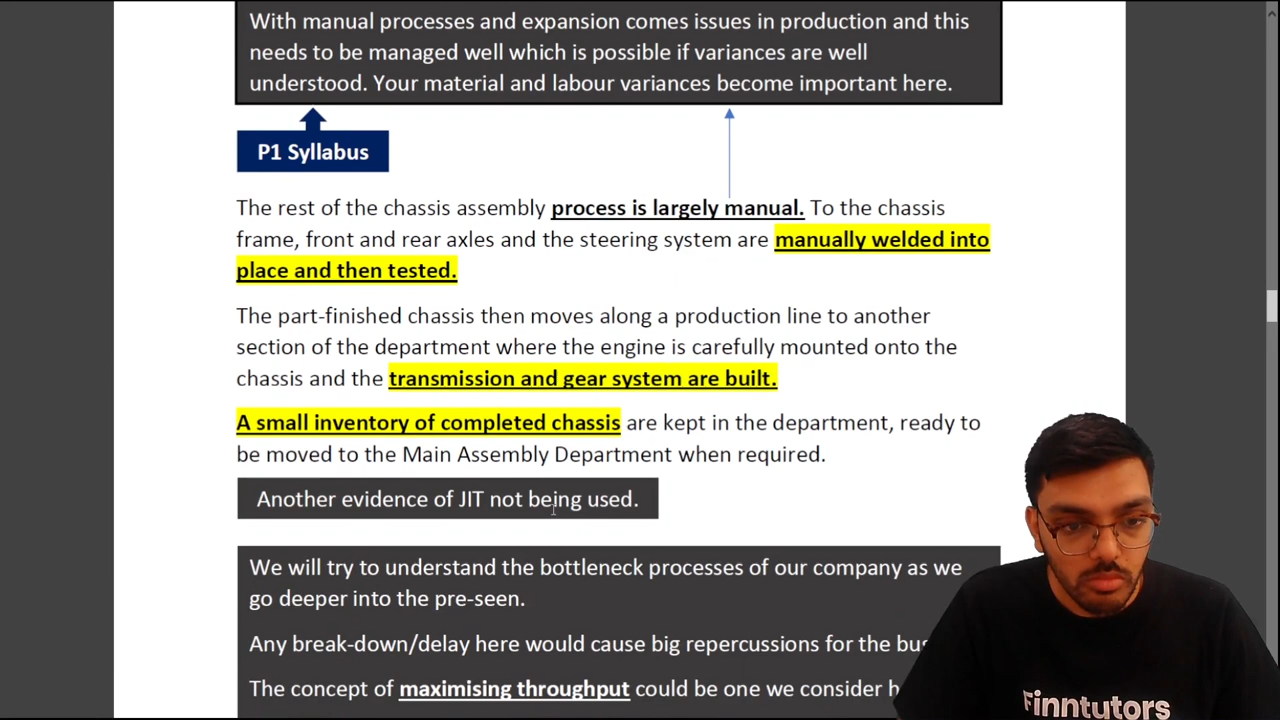 With manual processes and expansion comes issues in production and this
needs to be managed well which is possible if variances are well
understood. Your material and labour variances become important here.
P1 Syllabus
The rest of the chassis assembly process is largely manual. To the chassis
frame, front and rear axles and the steering system are manually welded into
place and then tested.
The part-finished chassis then moves along a production line to another
section of the department where the engine is carefully mounted onto the
chassis and the transmission and gear system are built.
A small inventory of completed chassis are kept in the department, ready to
be moved to the Main Assembly Department when required.
Another evidence of JIT not being used.
We will try to understand the bottleneck processes of our company as we
go deeper into the pre-seen.
Any break-down/delay here would cause big repercussions for the
The concept of maximising throughput could be one we consider
Finntutors